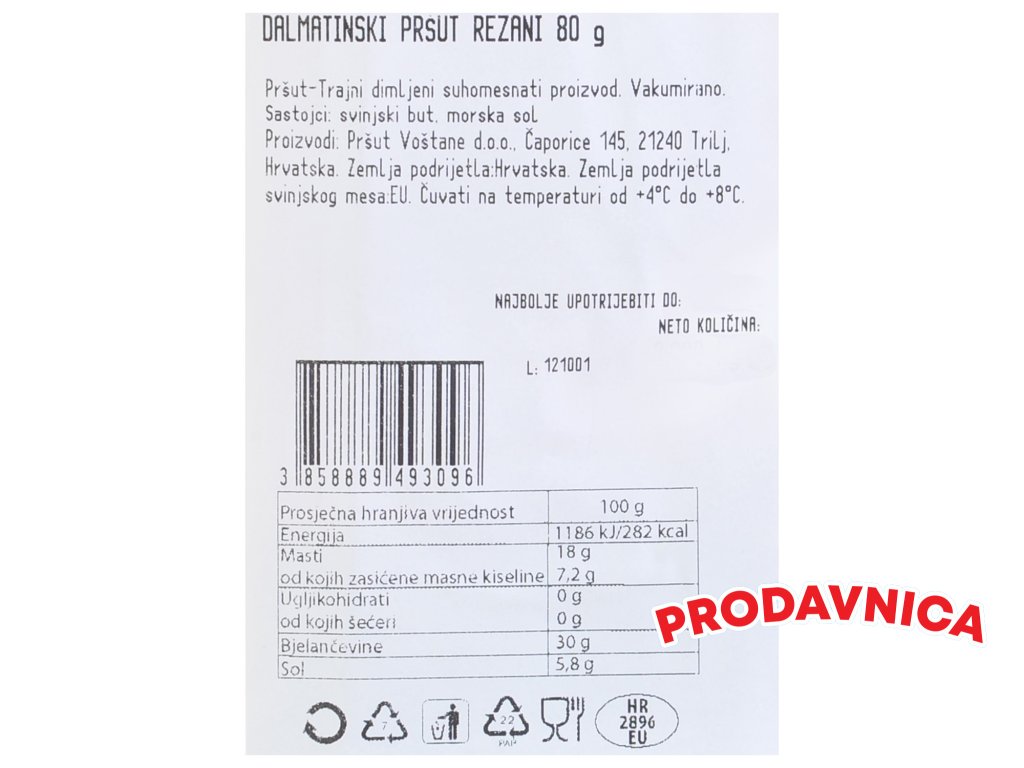 DALMATINSKI PRŠUT REZANI 80 g
Pršut-Trajni dimljeni suhomesnati proizvod. Vakumirano.
Sastojci: svinjski but, morska sol
Proizvodi: Pršut Voštane d.o.o., Čaporice 145, 21240 Trilj,
Hrvatska. Zemlja podrijetla:Hrvatska. Zemlja podrijetla
svinjskog mesa:EU. Čuvati na temperaturi od +4°C do +8°C.
NAJBOLJE UPOTRIJEBITI DO:
NETO KOLIČINA:
L: 121001
3 858889 493096
Prosječna hranjiva vrijednost 100 g
Energija 1186 kJ/282 kcal
Masti 18 g
od kojih zasićene masne kiseline 7,2 g
Ugljikohidrati 0 g
od kojih šećeri 0 g
Bjelančevine 30 g
Sol 5,8 g
PRODAVNICA
7
22
PAP
HR
2896
EU